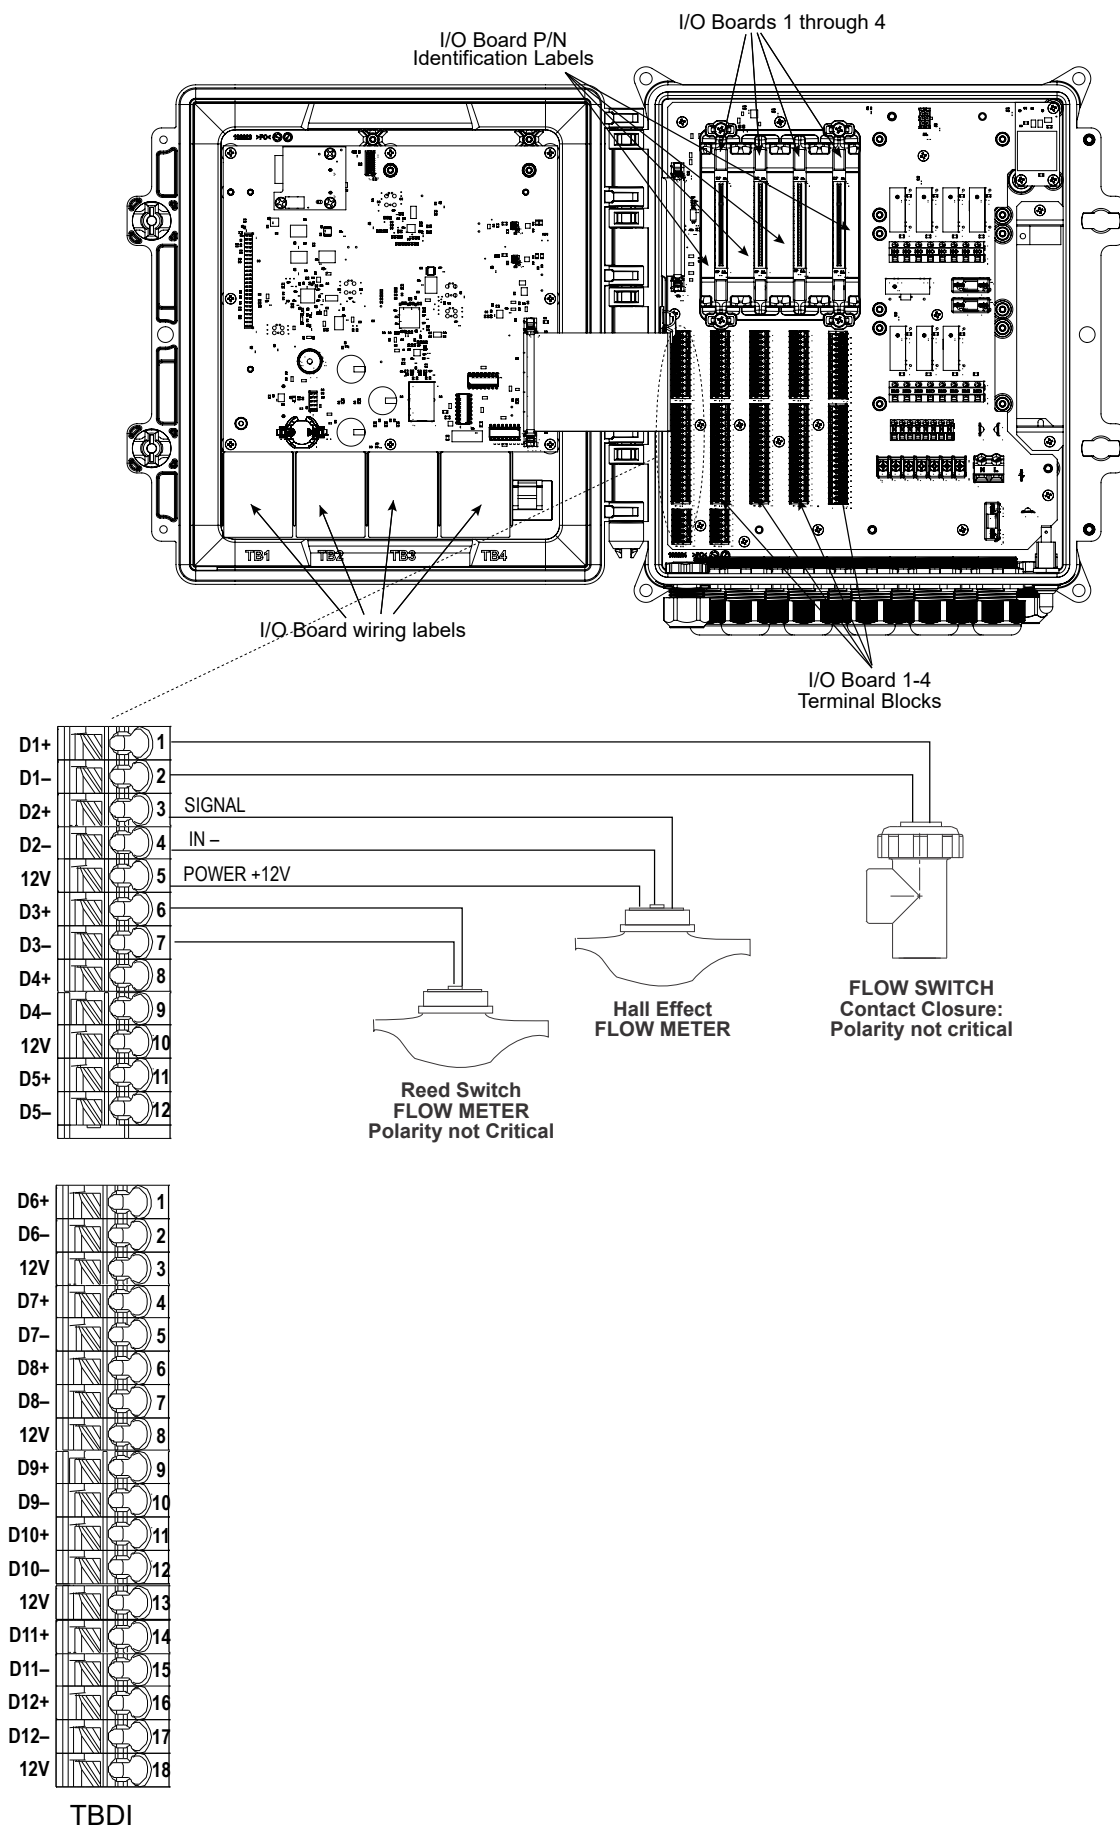 I/O Boards 1 through 4
I/O Board P/N
Identification Labels
TB1 TB2 TB3 TB4
H L
I/O Board wiring labels
I/O Board 1-4
Terminal Blocks
D1+ 1
D1– 2
D2+ 3 SIGNAL
D2– 4 IN –
12V 5 POWER +12V
D3+ 6
D3– 7
D4+ 8
D4– 9
12V 10
D5+ 11
D5– 12
FLOW SWITCH
Contact Closure:
Polarity not critical
Hall Effect
FLOW METER
Reed Switch
FLOW METER
Polarity not Critical
D6+ 1
D6– 2
12V 3
D7+ 4
D7– 5
D8+ 6
D8– 7
12V 8
D9+ 9
D9– 10
D10+ 11
D10– 12
12V 13
D11+ 14
D11– 15
D12+ 16
D12– 17
12V 18
TBDI